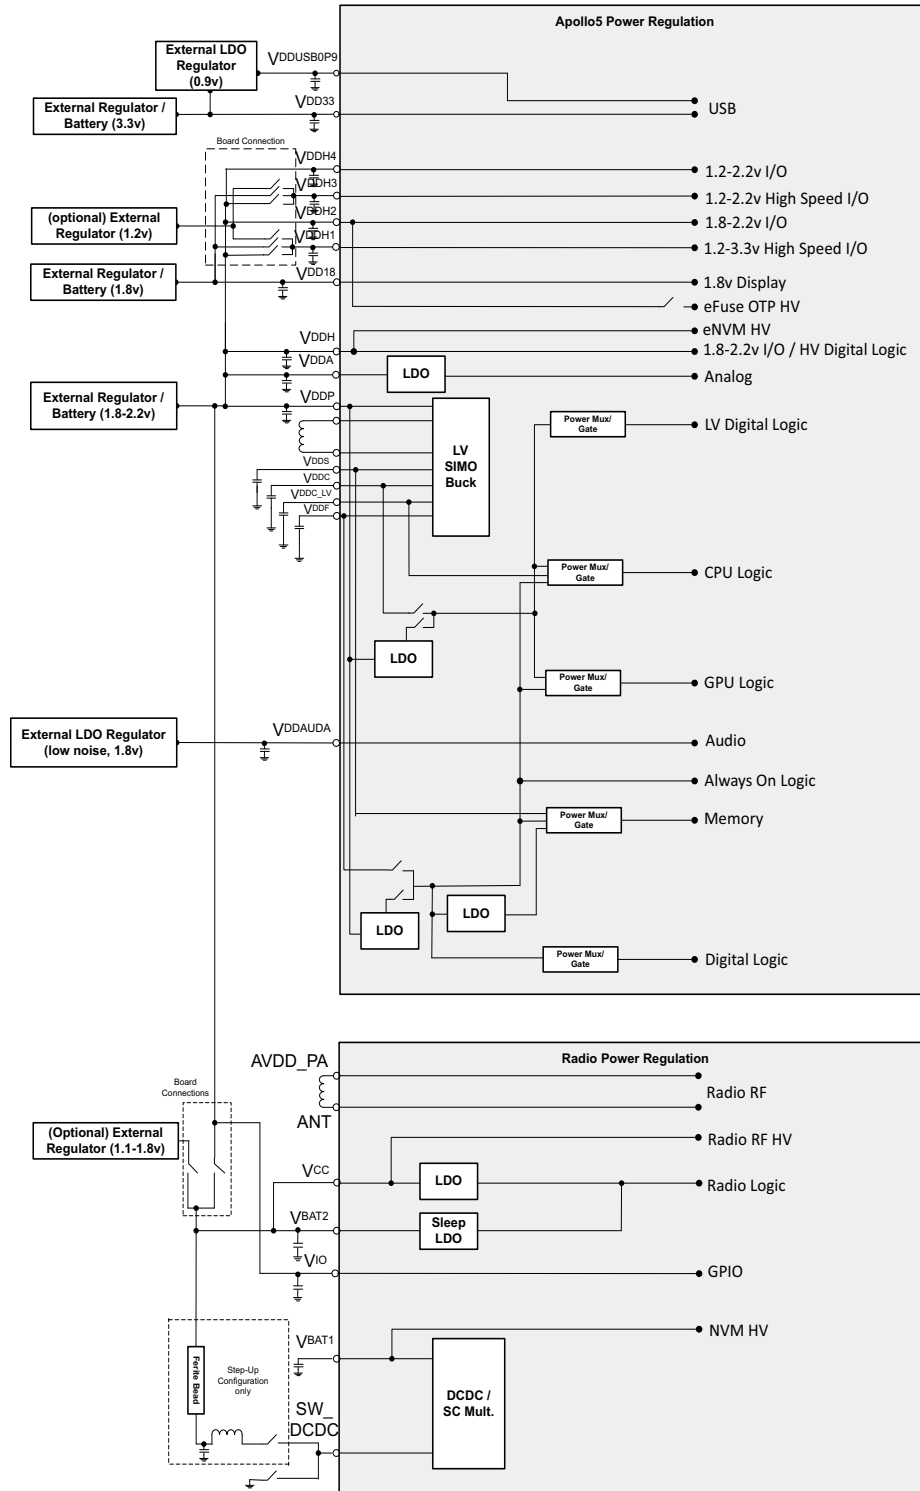 Apollo5 Power Regulation
External LDO
Regulator
(0.9v)
VDDUSB0P9
External Regulator /
Battery (3.3v)
VDD33
USB
Board Connection
VDDH4
1.2-2.2v I/O
VDDH3
1.2-2.2v High Speed I/O
(optional) External
Regulator (1.2v)
VDDH2
1.8-2.2v I/O
VDDH1
1.2-3.3v High Speed I/O
External Regulator /
Battery (1.8v)
VDD18
1.8v Display
eFuse OTP HV
eNVM HV
VDDH
1.8-2.2v I/O / HV Digital Logic
VDDA
LDO
Analog
External Regulator /
Battery (1.8-2.2v)
VDDP
LV
SIMO
Buck
Power Mux/
Gate
LV Digital Logic
VDDS
VDDC
VDDC_LV
VDDF
Power Mux/
Gate
CPU Logic
LDO
Power Mux/
Gate
GPU Logic
External LDO Regulator
(low noise, 1.8v)
VDDAUDA
Audio
Always On Logic
Power Mux/
Gate
Memory
LDO
LDO
Power Mux/
Gate
Digital Logic
Radio Power Regulation
AVDD_PA
Radio RF
ANT
Board
Connections
(Optional) External
Regulator (1.1-1.8v)
Radio RF HV
VCC
LDO
Radio Logic
VBAT2
Sleep
LDO
VIO
GPIO
NVM HV
VBAT1
Ferite Bead
Step-Up
Configuration
only
DCDC /
SC Mult.
SW_
DCDC